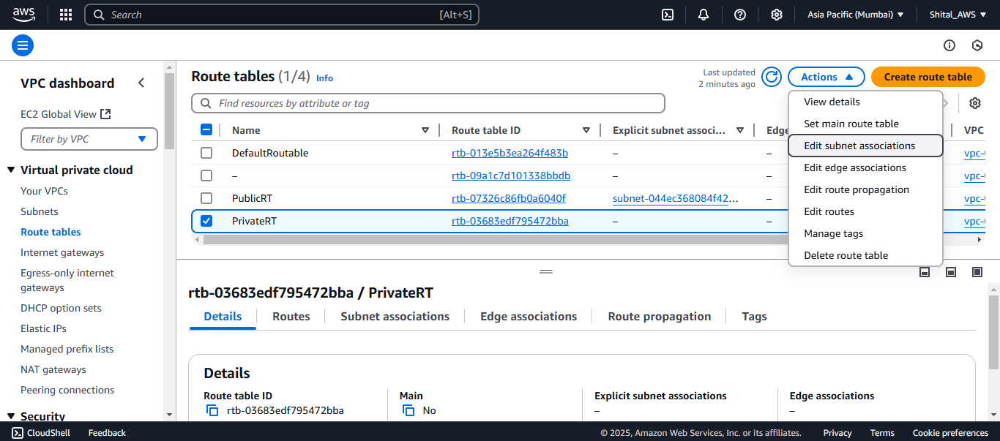 aws
Search [Alt+S]
Asia Pacific (Mumbai)
Shital_AWS
VPC dashboard
EC2 Global View
Filter by VPC
Virtual private cloud
Your VPCs
Subnets
Route tables
Internet gateways
Egress-only internet
gateways
DHCP option sets
Elastic IPs
Managed prefix lists
NAT gateways
Peering connections
Security
Route tables (1/4) Info
Last updated
2 minutes ago
Actions
Create route table
Find resources by attribute or tag
View details
Set main route table
Edit subnet associations
Edit edge associations
Edit route propagation
Edit routes
Manage tags
Delete route table
Name Route table ID Explicit subnet associ... Edge VPC
DefaultRoutable rtb-013e5b3ea264f483b – – vpc-
– rtb-09a1c7d101338bbdb – – vpc-
PublicRT rtb-07326c86fb0a6040f subnet-044ec368084f42... – vpc-
PrivateRT rtb-03683edf795472bba – – vpc-
rtb-03683edf795472bba / PrivateRT
Details Routes Subnet associations Edge associations Route propagation Tags
Details
Route table ID
rtb-03683edf795472bba
Main
No
Explicit subnet associations
–
Edge associations
–
CloudShell Feedback © 2025, Amazon Web Services, Inc. or its affiliates. Privacy Terms Cookie preferences